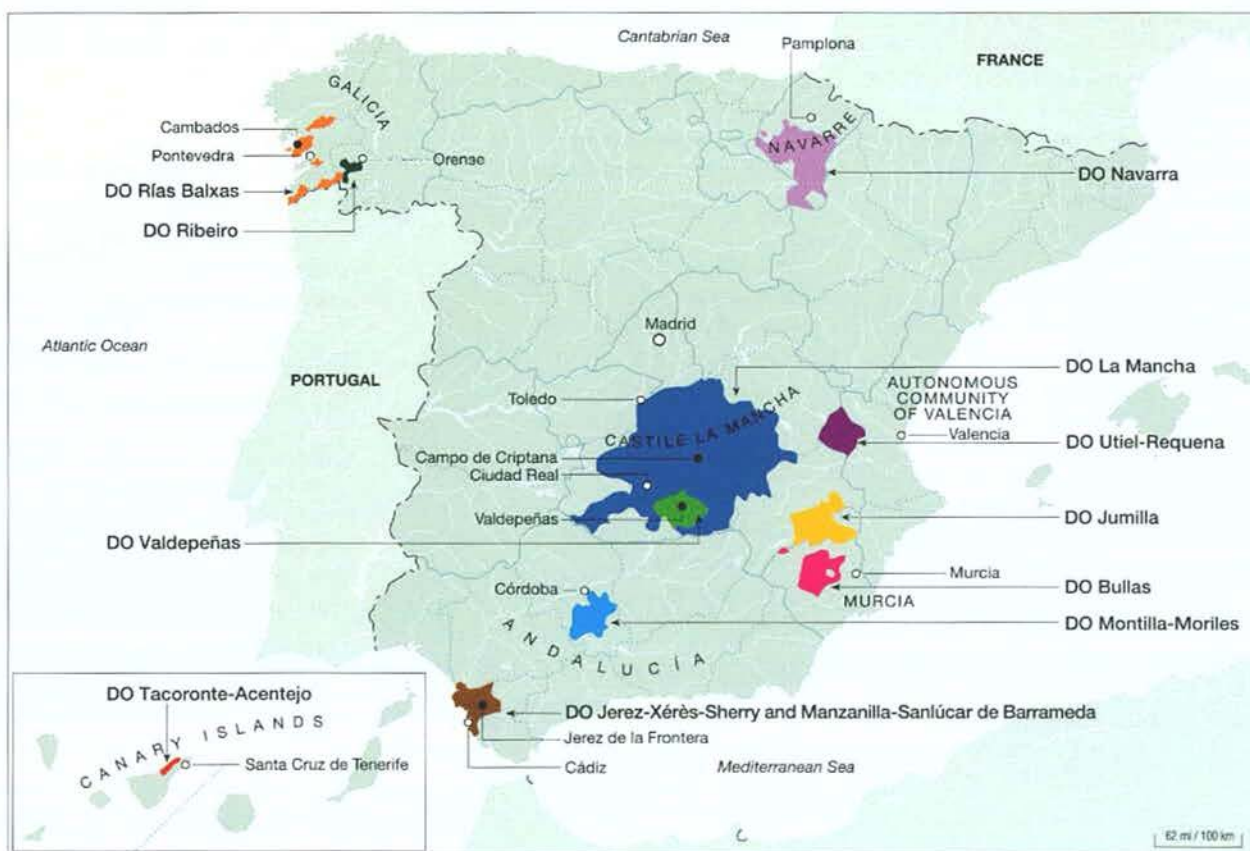 Cantabrian Sea
Pamplona
FRANCE
GALICIA
NAVARRE
Cambados
Pontevedra
Orense
DO Rías Baixas
DO Navarra
DO Ribeiro
Madrid
Atlantic Ocean
PORTUGAL
DO La Mancha
Toledo
AUTONOMOUS
COMMUNITY
OF VALENCIA
CASTILE LA MANCHA
Valencia
DO Utiel-Requena
Campo de Criptana
Ciudad Real
Valdepeñas
DO Jumilla
DO Valdepeñas
Murcia
Córdoba
DO Bullas
MURCIA
DO Montilla-Moriles
ANDALUCÍA
DO Tacoronte-Acentejo
CANARY ISLANDS
DO Jerez-Xérès-Sherry and Manzanilla-Sanlúcar de Barrameda
Jerez de la Frontera
Santa Cruz de Tenerife
Cádiz
Mediterranean Sea
62 mi / 100 km